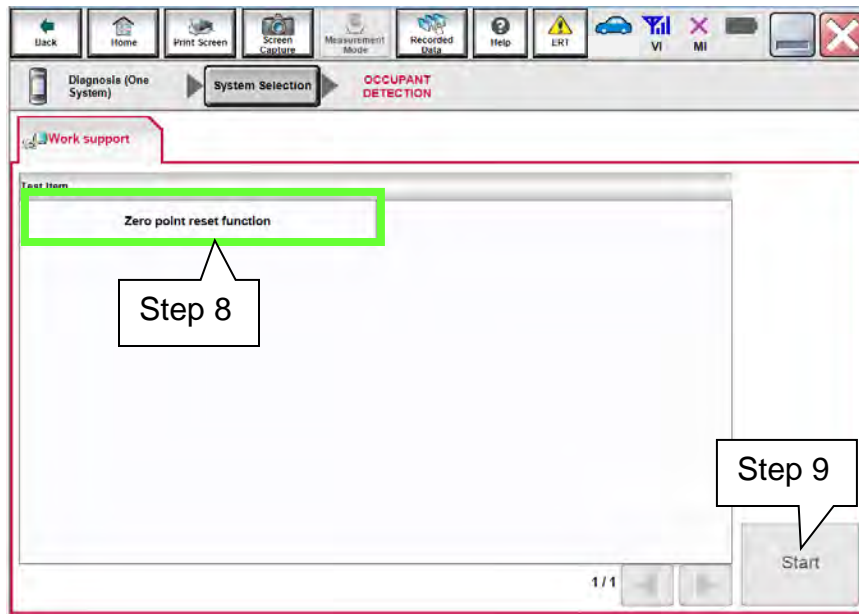 Back
Home
Print Screen
Screen
Capture
Measurement
Mode
Recorded
Data
Help
ERT
VI
MI
Diagnosis (One
System)
System Selection
OCCUPANT
DETECTION
Work support
Test Item
Zero point reset function
Step 8
Step 9
Start
1/1